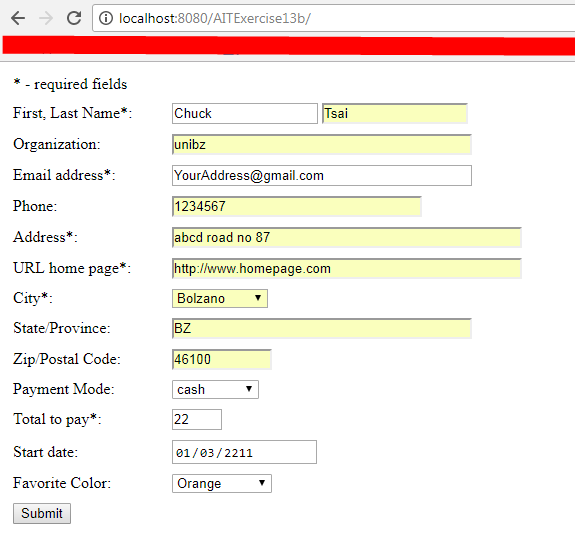 localhost:8080/AITExercise13b/
* - required fields
First, Last Name*: Chuck Tsai
Organization: unibz
Email address*: YourAddress@gmail.com
Phone: 1234567
Address*: abcd road no 87
URL home page*: http://www.homepage.com
City*: Bolzano
State/Province: BZ
Zip/Postal Code: 46100
Payment Mode: cash
Total to pay*: 22
Start date: 01/03/2211
Favorite Color: Orange
Submit